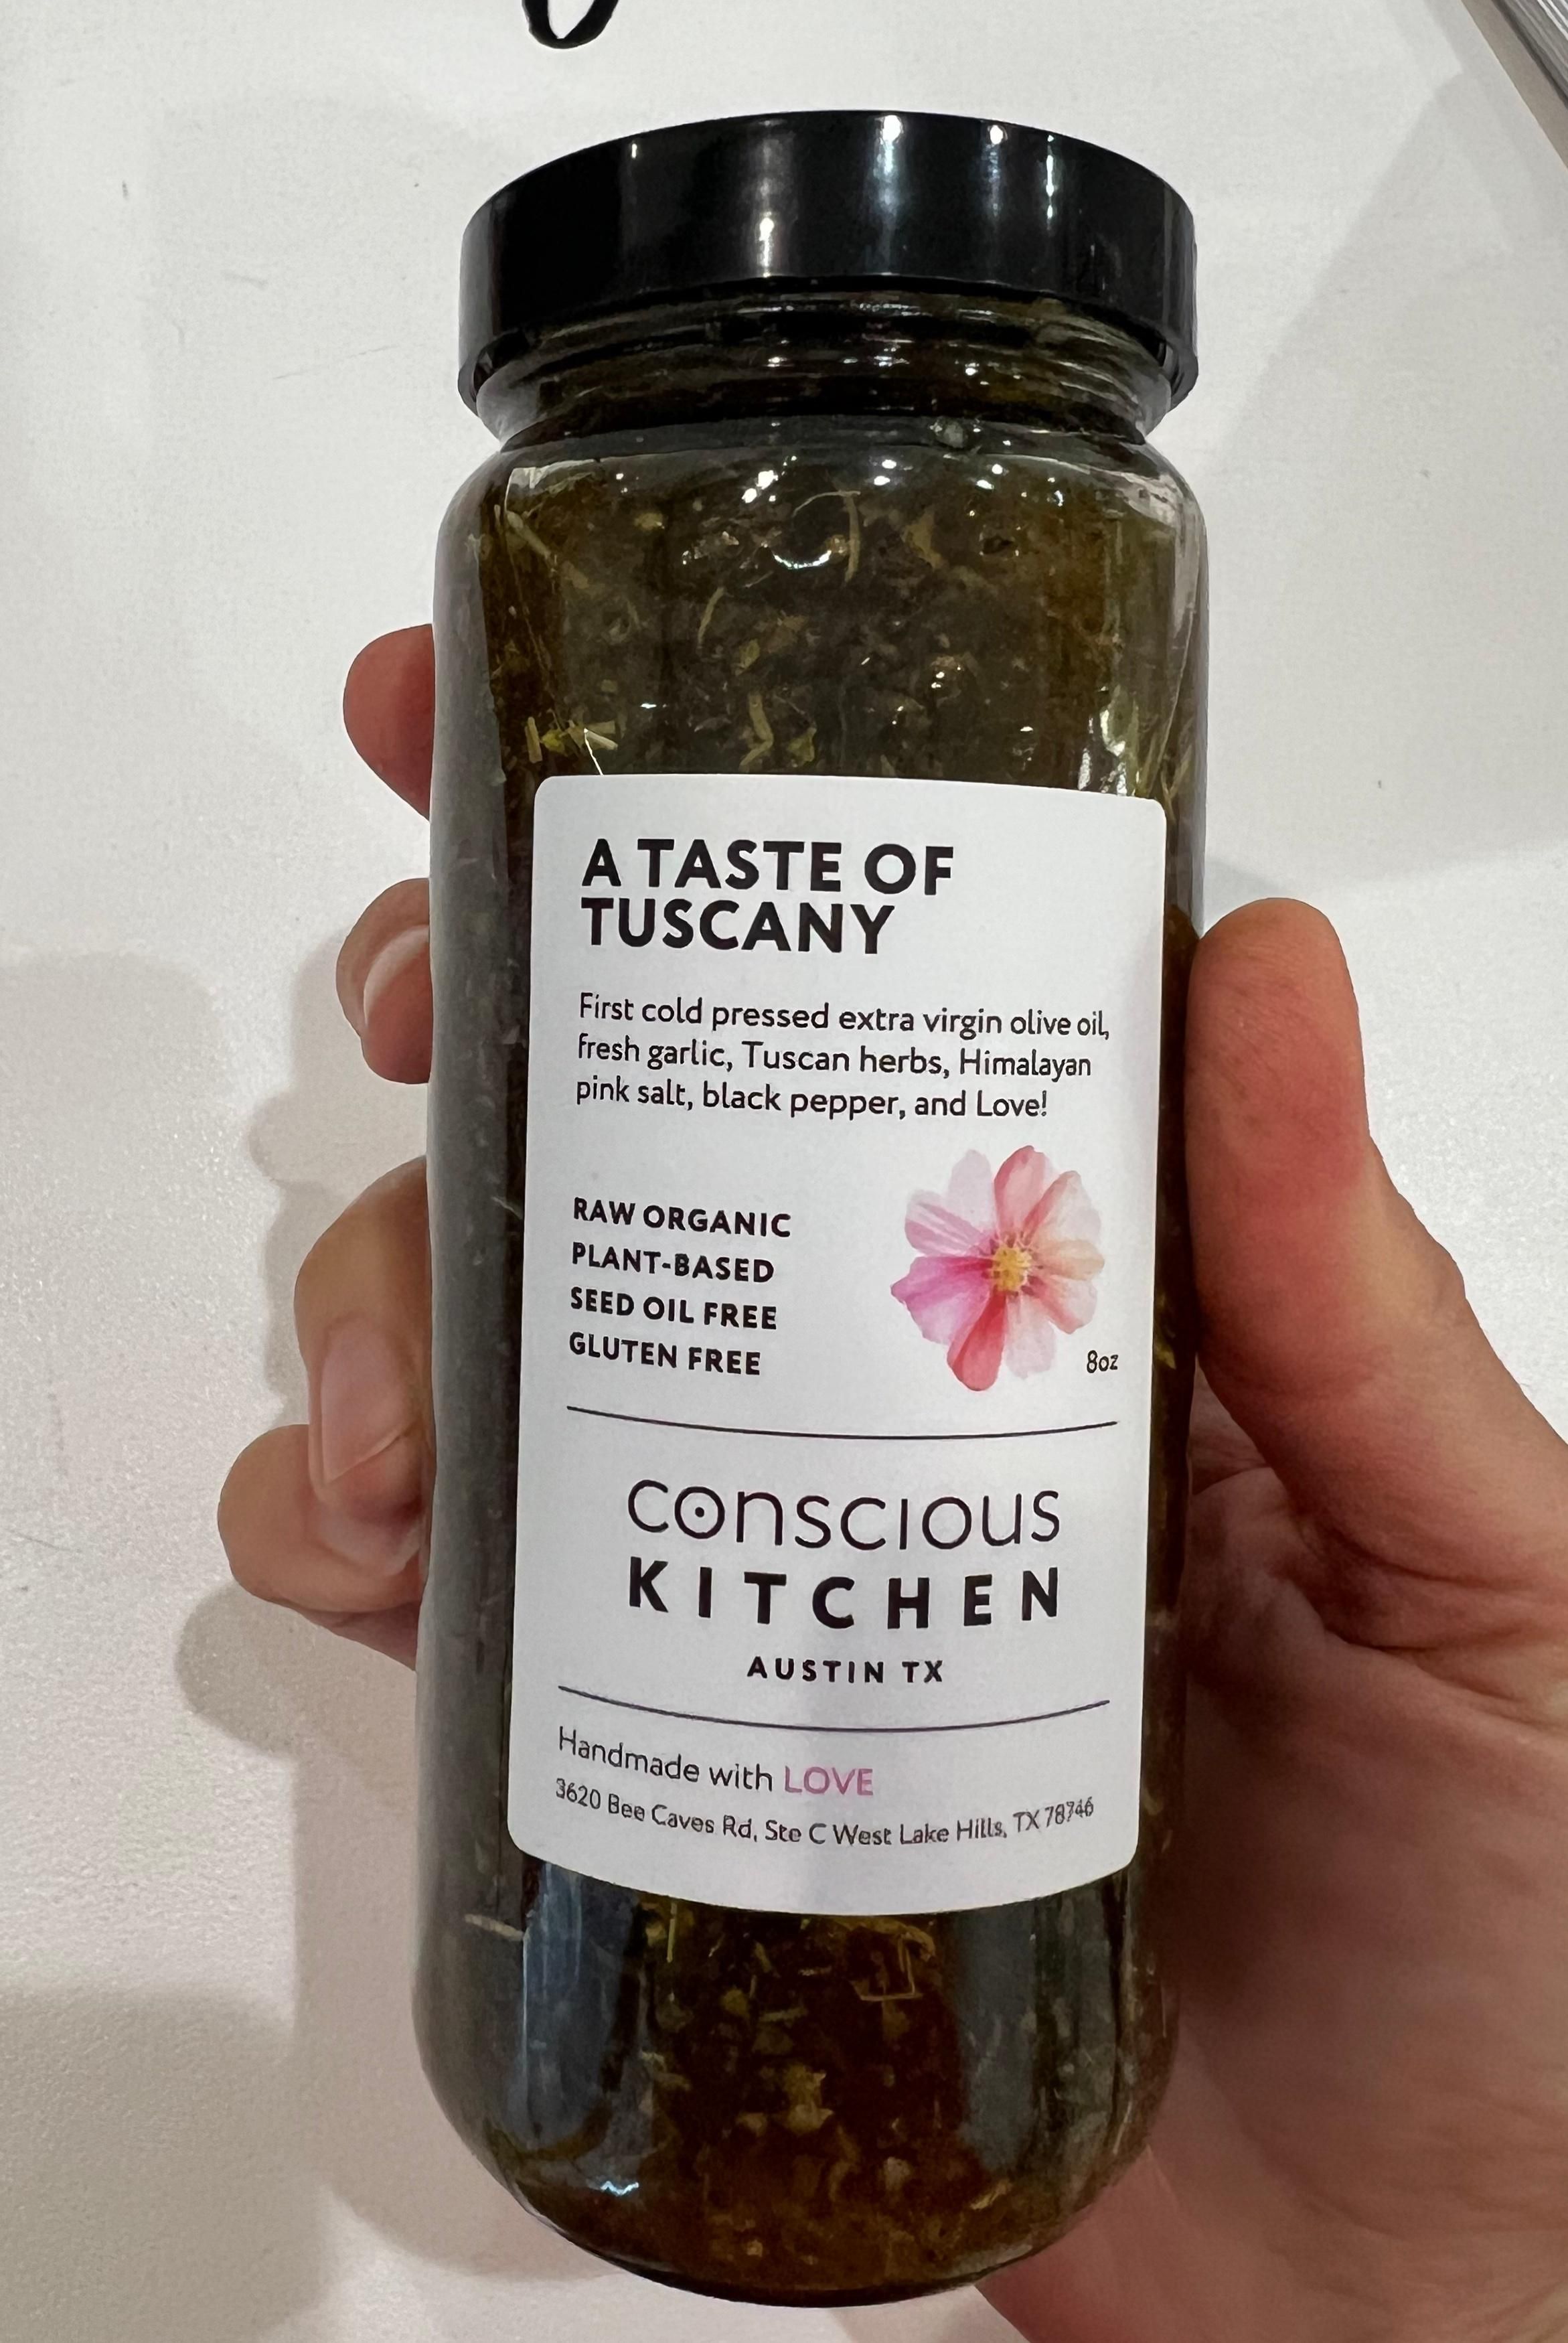 A TASTE OF
TUSCANY
First cold pressed extra virgin olive oil,
fresh garlic, Tuscan herbs, Himalayan
pink salt, black pepper, and Love!
RAW ORGANIC
PLANT-BASED
SEED OIL FREE
GLUTEN FREE
8oz
conscious
KITCHEN
AUSTIN TX
Handmade with LOVE
3620 Bee Caves Rd, Ste C West Lake Hills, TX 78746